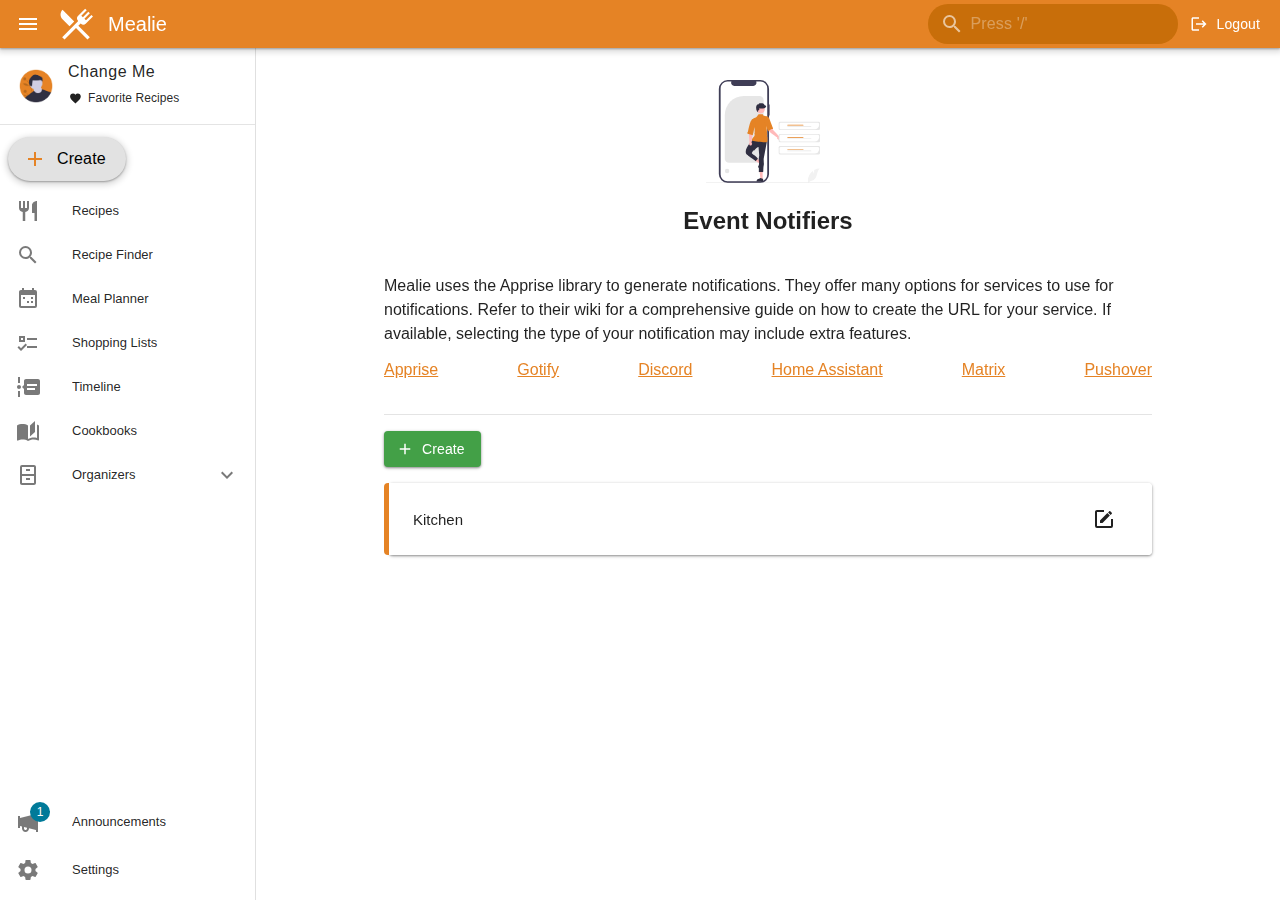 Mealie
Press '/'
Logout
Change Me
Favorite Recipes
Create
Recipes
Recipe Finder
Meal Planner
Shopping Lists
Timeline
Cookbooks
Organizers
1
Announcements
Settings
Event Notifiers
Mealie uses the Apprise library to generate notifications. They offer many options for services to use for
notifications. Refer to their wiki for a comprehensive guide on how to create the URL for your service. If
available, selecting the type of your notification may include extra features.
Apprise Gotify Discord Home Assistant Matrix Pushover
Create
Kitchen